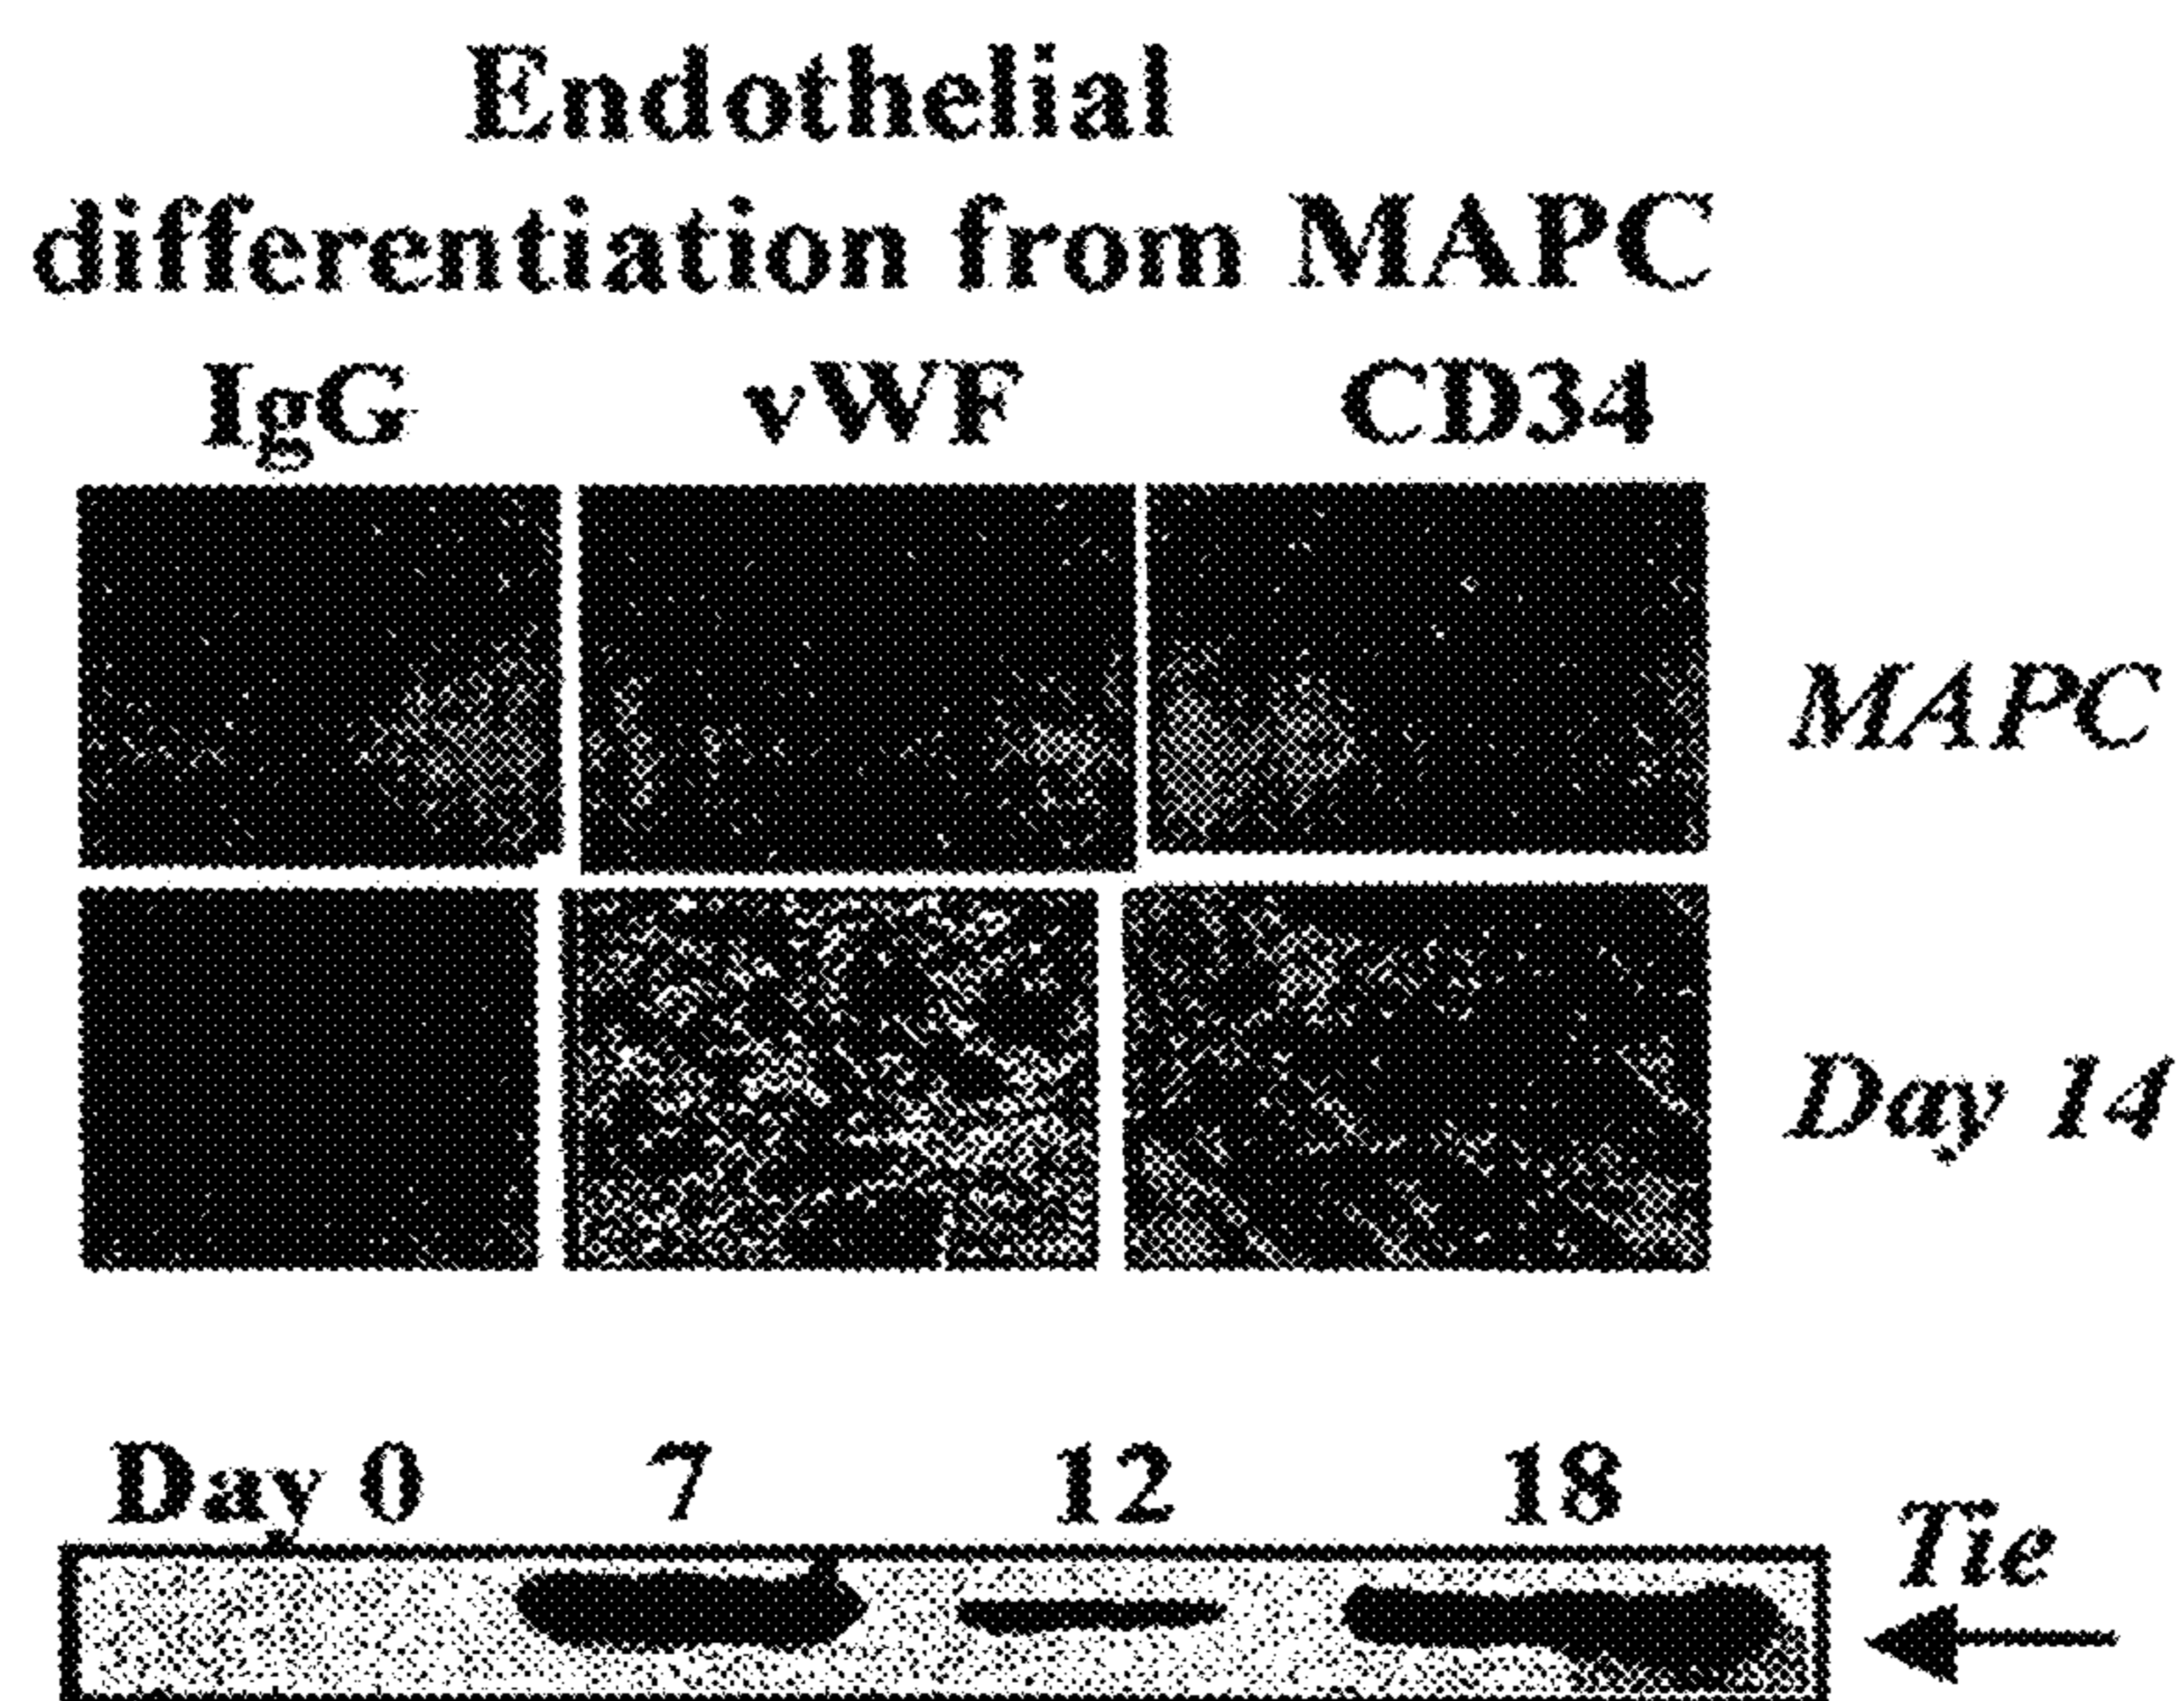 Endothelial
differentiation from MAPC
IgG vWF CD34
MAPC
Day 14
Day 0 7 12 18
Tie